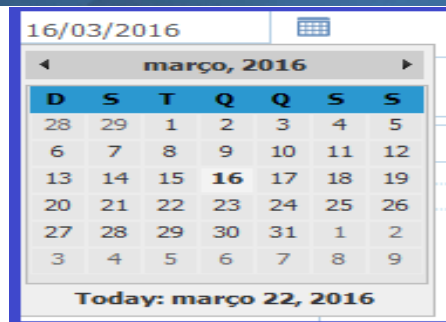 16/03/2016
março, 2016
D S T Q Q S S
28 29 1 2 3 4 5
6 7 8 9 10 11 12
13 14 15 16 17 18 19
20 21 22 23 24 25 26
27 28 29 30 31 1 2
3 4 5 6 7 8 9
Today: março 22, 2016